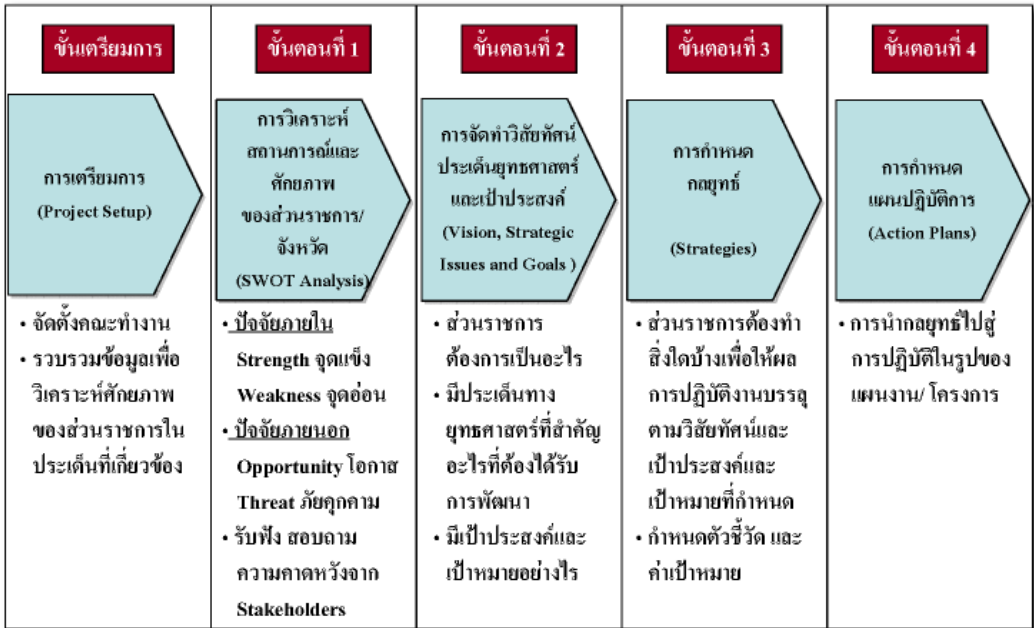 ขั้นเตรียมการ
การเตรียมการ
(Project Setup)
• จัดตั้งคณะทำงาน
• รวบรวมข้อมูลเพื่อ
วิเคราะห์ศักยภาพ
ของส่วนราชการใน
ประเด็นที่เกี่ยวข้อง
ขั้นตอนที่ 1
การวิเคราะห์
สถานการณ์และ
ศักยภาพ
ของส่วนราชการ/
จังหวัด
(SWOT Analysis)
• ปัจจัยภายใน
Strength จุดแข็ง
Weakness จุดอ่อน
• ปัจจัยภายนอก
Opportunity โอกาส
Threat ภัยคุกคาม
• รับฟัง สอบถาม
ความคาดหวังจาก
Stakeholders
ขั้นตอนที่ 2
การจัดทำวิสัยทัศน์
ประเด็นยุทธศาสตร์
และเป้าประสงค์
(Vision, Strategic
Issues and Goals )
• ส่วนราชการ
ต้องการเป็นอะไร
• มีประเด็นทาง
ยุทธศาสตร์ที่สำคัญ
อะไรที่ต้องได้รับ
การพัฒนา
• มีเป้าประสงค์และ
เป้าหมายอย่างไร
ขั้นตอนที่ 3
การกำหนด
กลยุทธ์
(Strategies)
• ส่วนราชการต้องทำ
สิ่งใดบ้างเพื่อให้ผล
การปฏิบัติงานบรรลุ
ตามวิสัยทัศน์และ
เป้าประสงค์และ
เป้าหมายที่กำหนด
• กำหนดตัวชี้วัด และ
ค่าเป้าหมาย
ขั้นตอนที่ 4
การกำหนด
แผนปฏิบัติการ
(Action Plans)
• การนำกลยุทธ์ไปสู่
การปฏิบัติในรูปของ
แผนงาน/ โครงการ